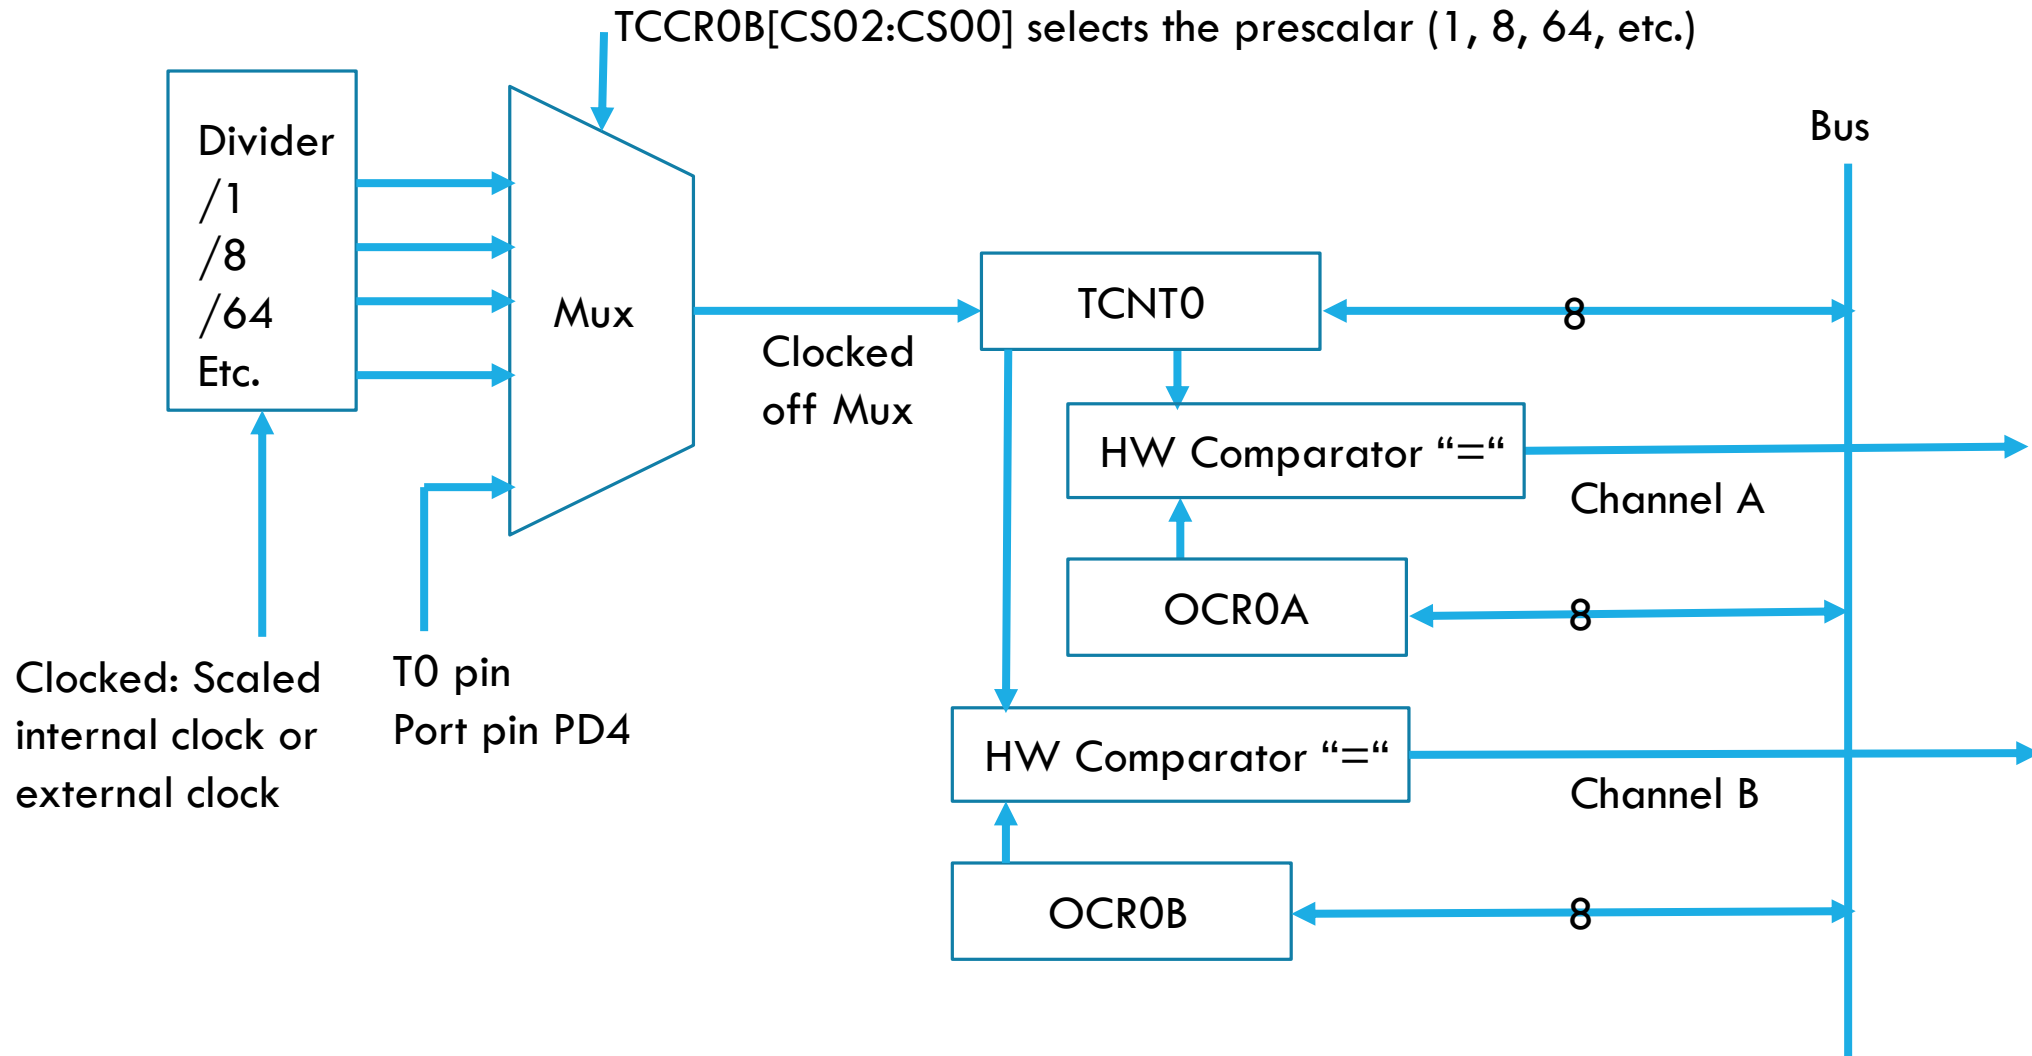 TCCR0B[CS02:CS00] selects the prescalar (1, 8, 64, etc.)
Divider
/1
/8
/64
Etc.
Mux
Bus
TCNT0
8
Clocked
off Mux
HW Comparator “=“
Channel A
OCR0A
8
Clocked: Scaled
internal clock or
external clock
T0 pin
Port pin PD4
HW Comparator “=“
Channel B
OCR0B
8